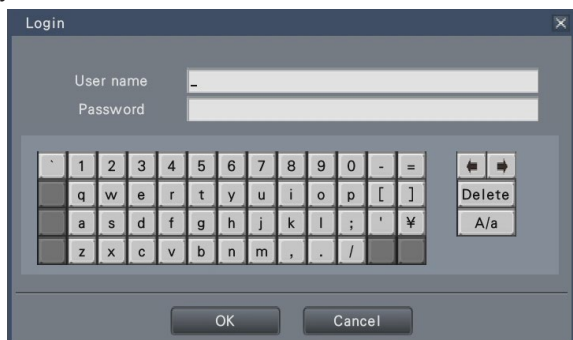 Login
User name _
Password
` 1 2 3 4 5 6 7 8 9 0 - =
q w e r t y u i o p [ ] Delete
a s d f g h j k l ; ' ¥ A/a
z x c v b n m , . /
OK Cancel